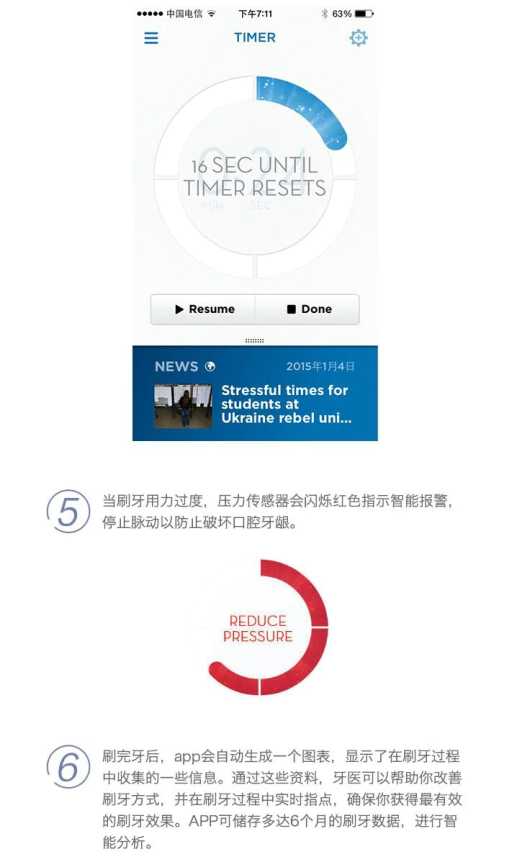 中国电信 下午7:11 63%
TIMER
16 SEC UNTIL
TIMER RESETS
0:24
MIN SEC
Resume Done
NEWS 2015年1月4日
Stressful times for
students at
Ukraine rebel uni...
5 当刷牙用力过度，压力传感器会闪烁红色指示智能报警，
停止脉动以防止破坏口腔牙龈。
REDUCE
PRESSURE
6 刷完牙后，app会自动生成一个图表，显示了在刷牙过程
中收集的一些信息。通过这些资料，牙医可以帮助你改善
刷牙方式，并在刷牙过程中实时指点，确保你获得最有效
的刷牙效果。APP可储存多达6个月的刷牙数据，进行智
能分析。